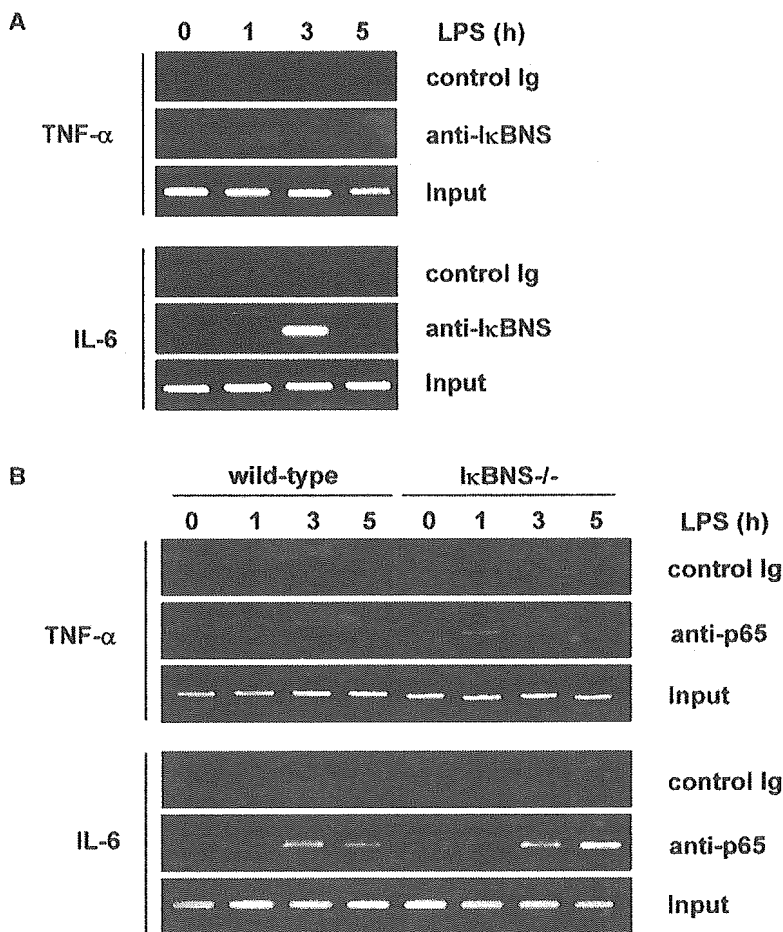 A
0 1 3 5 LPS (h)
control Ig
TNF-α
anti-IκBNS
Input
control Ig
IL-6
anti-IκBNS
Input
B
wild-type IκBNS-/-
0 1 3 5 0 1 3 5 LPS (h)
control Ig
TNF-α
anti-p65
Input
control Ig
IL-6
anti-p65
Input